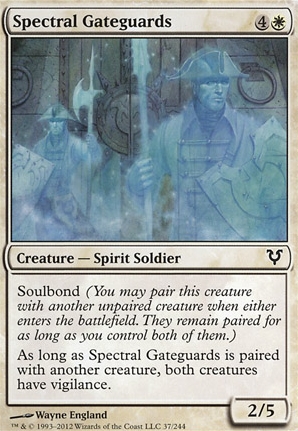 Spectral Gateguards 4
Creature — Spirit Soldier
Soulbond (You may pair this creature
with another unpaired creature when either
enters the battlefield. They remain paired for
as long as you control both of them.)
As long as Spectral Gateguards is paired
with another creature, both creatures
have vigilance.
2/5
Wayne England
™ & © 1993–2012 Wizards of the Coast LLC 37/244